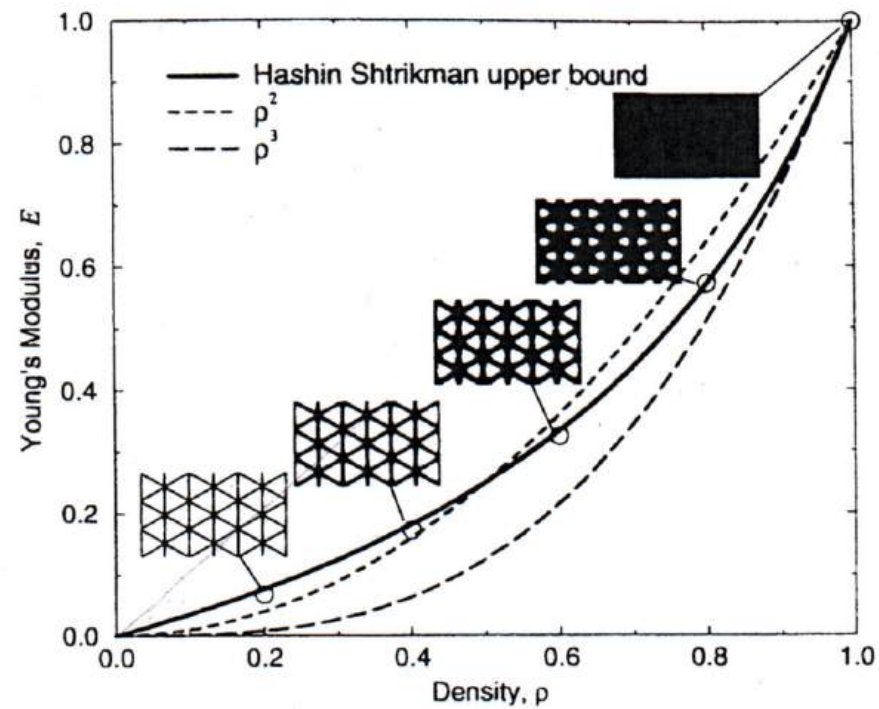 1.0
Hashin Shtrikman upper bound
ρ²
ρ³
0.8
0.6
0.4
0.2
0.0
Young's Modulus, E
0.0 0.2 0.4 0.6 0.8 1.0
Density, ρ